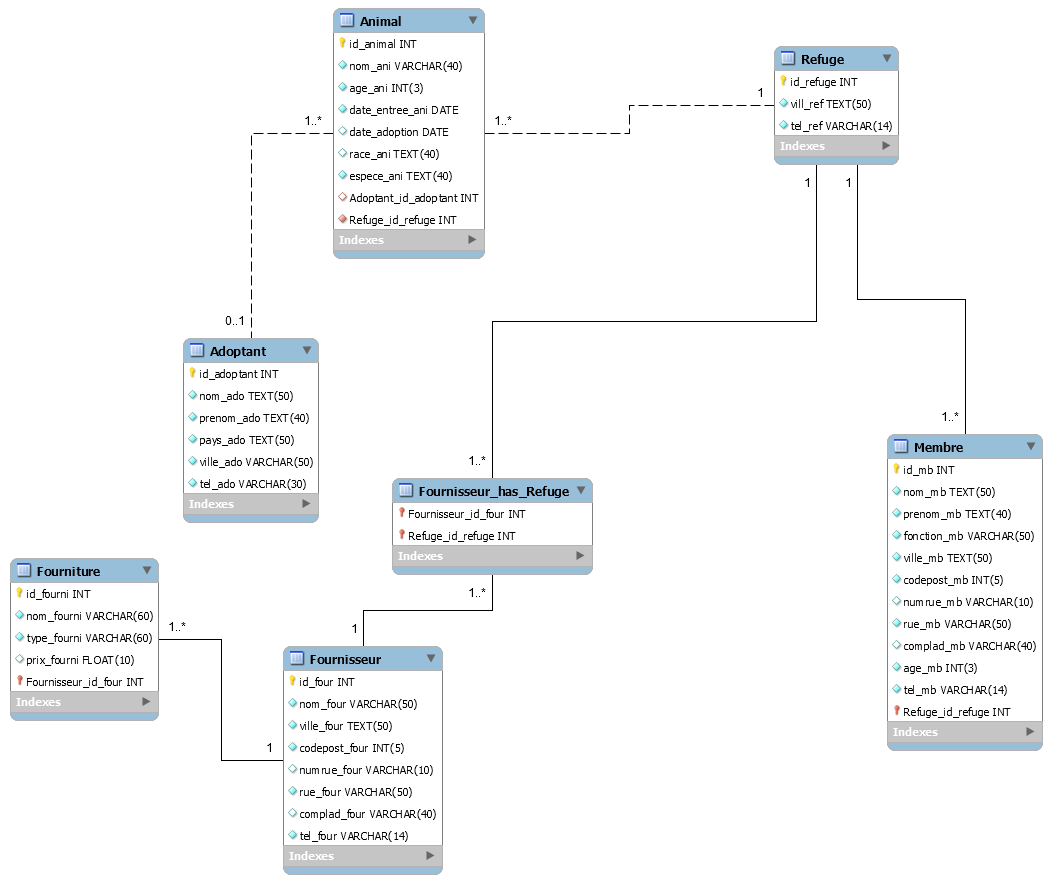 Animal
id_animal INT
nom_ani VARCHAR(40)
age_ani INT(3)
date_entree_ani DATE
date_adoption DATE
race_ani TEXT(40)
espece_ani TEXT(40)
Adoptant_id_adoptant INT
Refuge_id_refuge INT
Indexes
Refuge
id_refuge INT
vill_ref TEXT(50)
tel_ref VARCHAR(14)
Indexes
1..*
1..*
1
0..1
1
1
Adoptant
id_adoptant INT
nom_ado TEXT(50)
prenom_ado TEXT(40)
pays_ado TEXT(50)
ville_ado VARCHAR(50)
tel_ado VARCHAR(30)
Indexes
1..*
1..*
Fournisseur_has_Refuge
Fournisseur_id_four INT
Refuge_id_refuge INT
Indexes
1..*
1
Membre
id_mb INT
nom_mb TEXT(50)
prenom_mb TEXT(40)
fonction_mb VARCHAR(50)
ville_mb TEXT(50)
codepost_mb INT(5)
numrue_mb VARCHAR(10)
rue_mb VARCHAR(50)
complad_mb VARCHAR(40)
age_mb INT(3)
tel_mb VARCHAR(14)
Refuge_id_refuge INT
Indexes
Fourniture
id_fourni INT
nom_fourni VARCHAR(60)
type_fourni VARCHAR(60)
prix_fourni FLOAT(10)
Fournisseur_id_four INT
Indexes
1..*
1
Fournisseur
id_four INT
nom_four VARCHAR(50)
ville_four TEXT(50)
codepost_four INT(5)
numrue_four VARCHAR(10)
rue_four VARCHAR(50)
complad_four VARCHAR(40)
tel_four VARCHAR(14)
Indexes